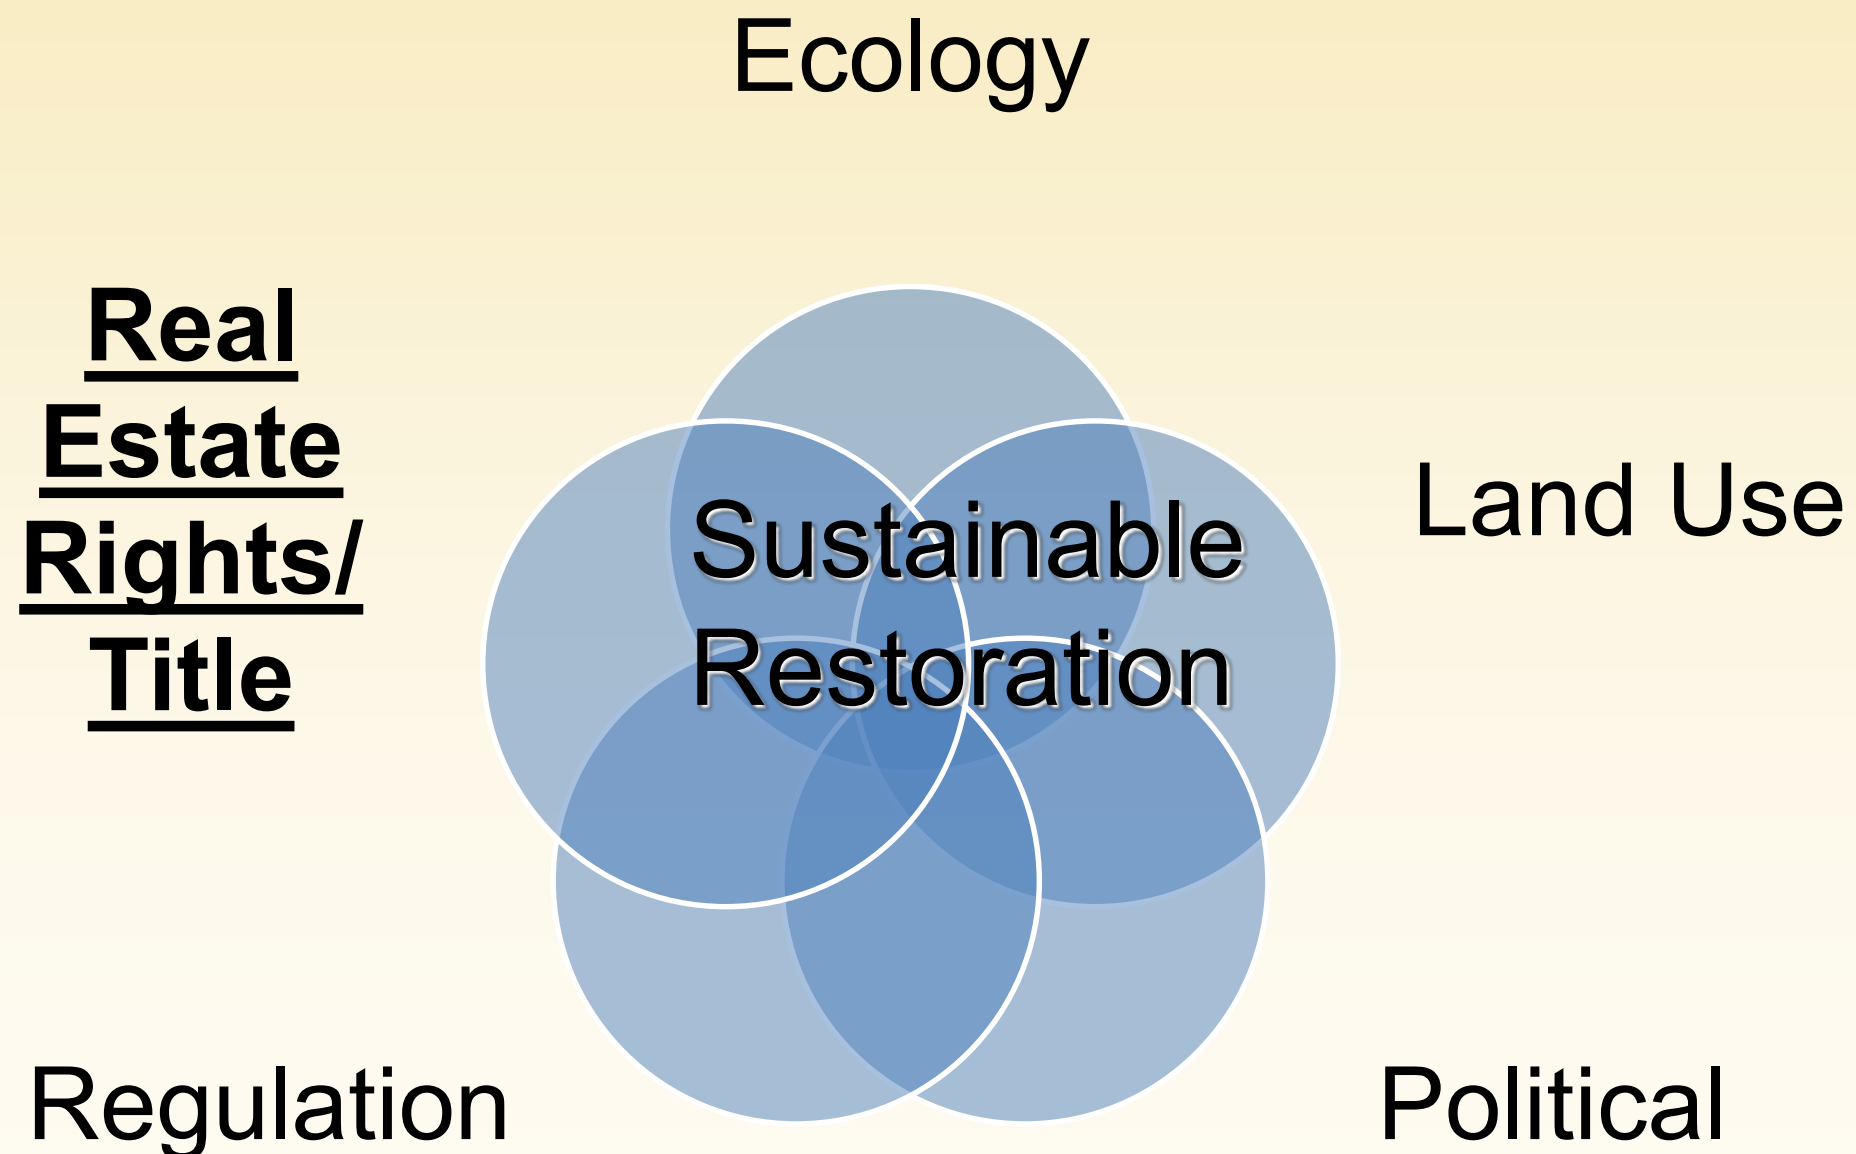 Ecology
Real
Estate
Rights/
Title
Sustainable
Restoration
Land Use
Regulation
Political